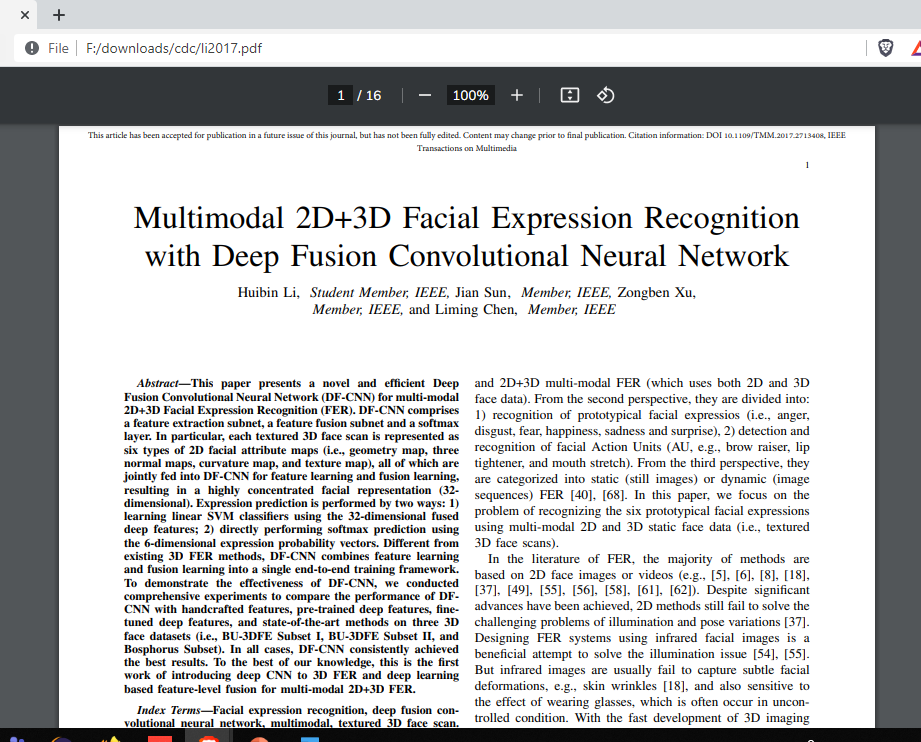 File
F:/downloads/cdc/li2017.pdf
1 / 16
100%
This article has been accepted for publication in a future issue of this journal, but has not been fully edited. Content may change prior to final publication. Citation information: DOI 10.1109/TMM.2017.2713408, IEEE
Transactions on Multimedia
1
Multimodal 2D+3D Facial Expression Recognition
with Deep Fusion Convolutional Neural Network
Huibin Li, Student Member, IEEE, Jian Sun, Member, IEEE, Zongben Xu,
Member, IEEE, and Liming Chen, Member, IEEE
Abstract—This paper presents a novel and efficient Deep
Fusion Convolutional Neural Network (DF-CNN) for multi-modal
2D+3D Facial Expression Recognition (FER). DF-CNN comprises
a feature extraction subnet, a feature fusion subnet and a softmax
layer. In particular, each textured 3D face scan is represented as
six types of 2D facial attribute maps (i.e., geometry map, three
normal maps, curvature map, and texture map), all of which are
jointly fed into DF-CNN for feature learning and fusion learning,
resulting in a highly concentrated facial representation (32-
dimensional). Expression prediction is performed by two ways: 1)
learning linear SVM classifiers using the 32-dimensional fused
deep features; 2) directly performing softmax prediction using
the 6-dimensional expression probability vectors. Different from
existing 3D FER methods, DF-CNN combines feature learning
and fusion learning into a single end-to-end training framework.
To demonstrate the effectiveness of DF-CNN, we conducted
comprehensive experiments to compare the performance of DF-
CNN with handcrafted features, pre-trained deep features, fine-
tuned deep features, and state-of-the-art methods on three 3D
face datasets (i.e., BU-3DFE Subset I, BU-3DFE Subset II, and
Bosphorus Subset). In all cases, DF-CNN consistently achieved
the best results. To the best of our knowledge, this is the first
work of introducing deep CNN to 3D FER and deep learning
based feature-level fusion for multi-modal 2D+3D FER.
Index Terms—Facial expression recognition, deep fusion con-
volutional neural network, multimodal, textured 3D face scan.
and 2D+3D multi-modal FER (which uses both 2D and 3D
face data). From the second perspective, they are divided into:
1) recognition of prototypical facial expressios (i.e., anger,
disgust, fear, happiness, sadness and surprise), 2) detection and
recognition of facial Action Units (AU, e.g., brow raiser, lip
tightener, and mouth stretch). From the third perspective, they
are categorized into static (still images) or dynamic (image
sequences) FER [40], [68]. In this paper, we focus on the
problem of recognizing the six prototypical facial expressions
using multi-modal 2D and 3D static face data (i.e., textured
3D face scans).
In the literature of FER, the majority of methods are
based on 2D face images or videos (e.g., [5], [6], [8], [18],
[37], [49], [55], [56], [58], [61], [62]). Despite significant
advances have been achieved, 2D methods still fail to solve the
challenging problems of illumination and pose variations [37].
Designing FER systems using infrared facial images is a
beneficial attempt to solve the illumination issue [54], [55].
But infrared images are usually fail to capture subtle facial
deformations, e.g., skin wrinkles [18], and also sensitive to
the effect of wearing glasses, which is often occur in uncon-
trolled condition. With the fast development of 3D imaging